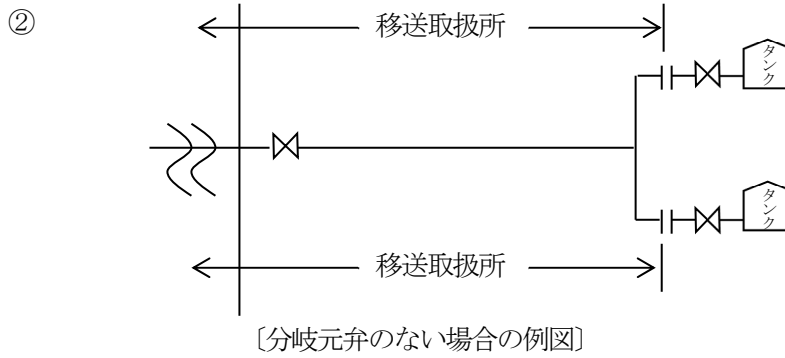 ②
移送取扱所
タンク
タンク
移送取扱所
〔分岐元弁のない場合の例図〕